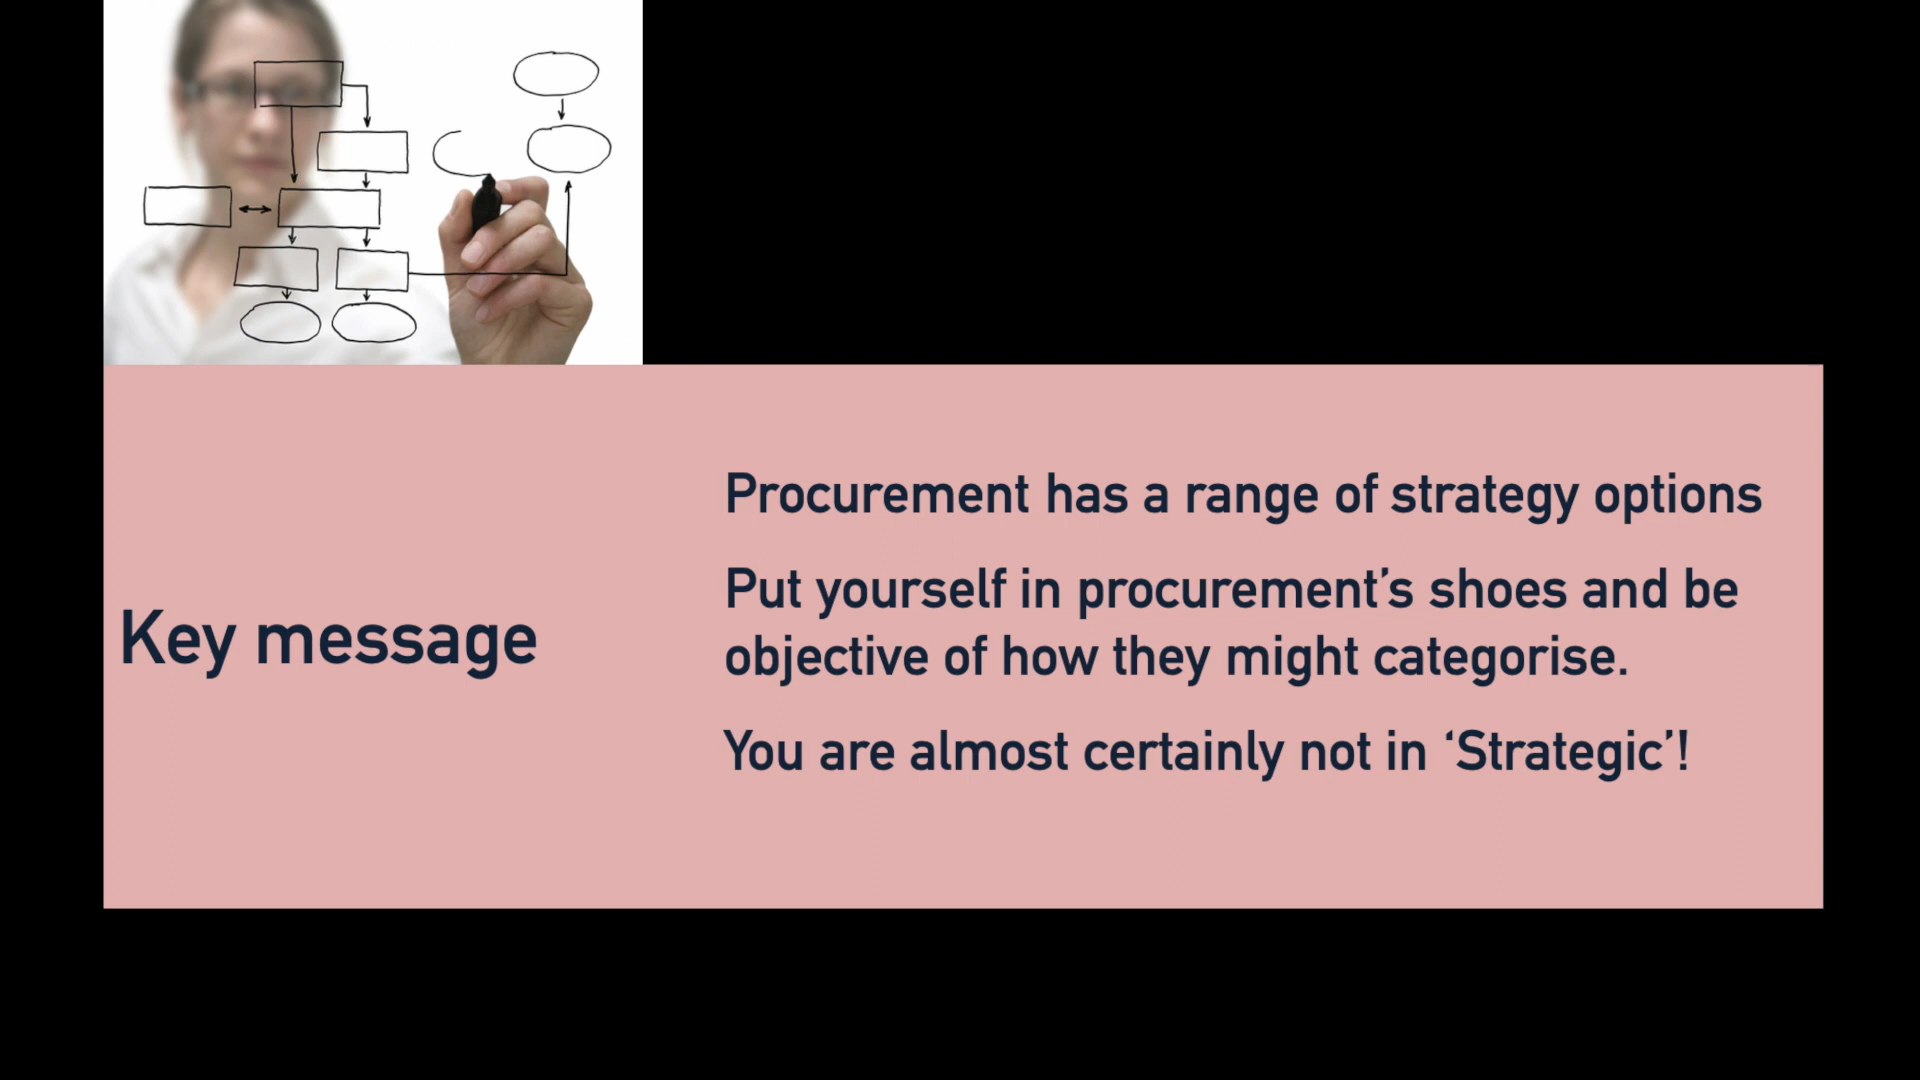 Key message
Procurement has a range of strategy options
Put yourself in procurement’s shoes and be
objective of how they might categorise.
You are almost certainly not in ‘Strategic’!